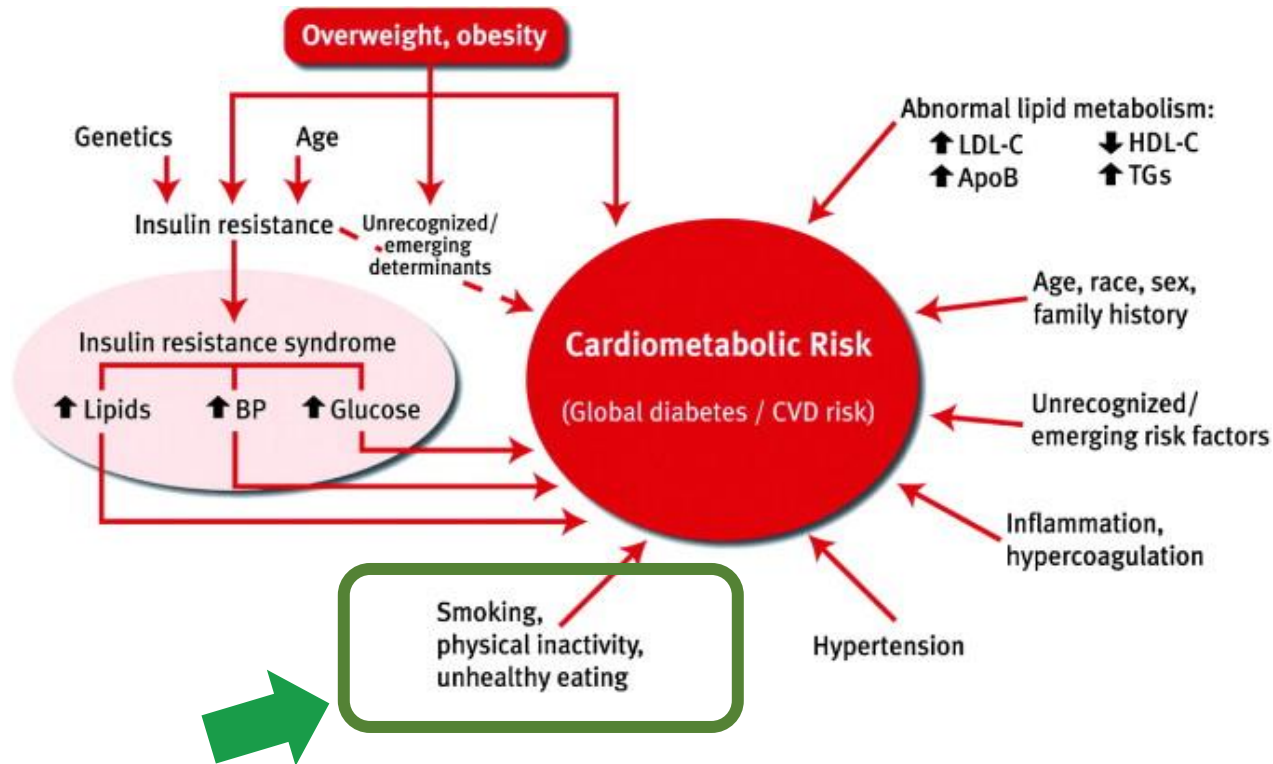 Overweight, obesity
Genetics
Age
Insulin resistance
Unrecognized/
emerging
determinants
Insulin resistance syndrome
⬆ Lipids
⬆ BP
⬆ Glucose
Cardiometabolic Risk
(Global diabetes / CVD risk)
Abnormal lipid metabolism:
⬆ LDL-C ⬇ HDL-C
⬆ ApoB ⬆ TGs
Age, race, sex,
family history
Unrecognized/
emerging risk factors
Inflammation,
hypercoagulation
Hypertension
Smoking,
physical inactivity,
unhealthy eating